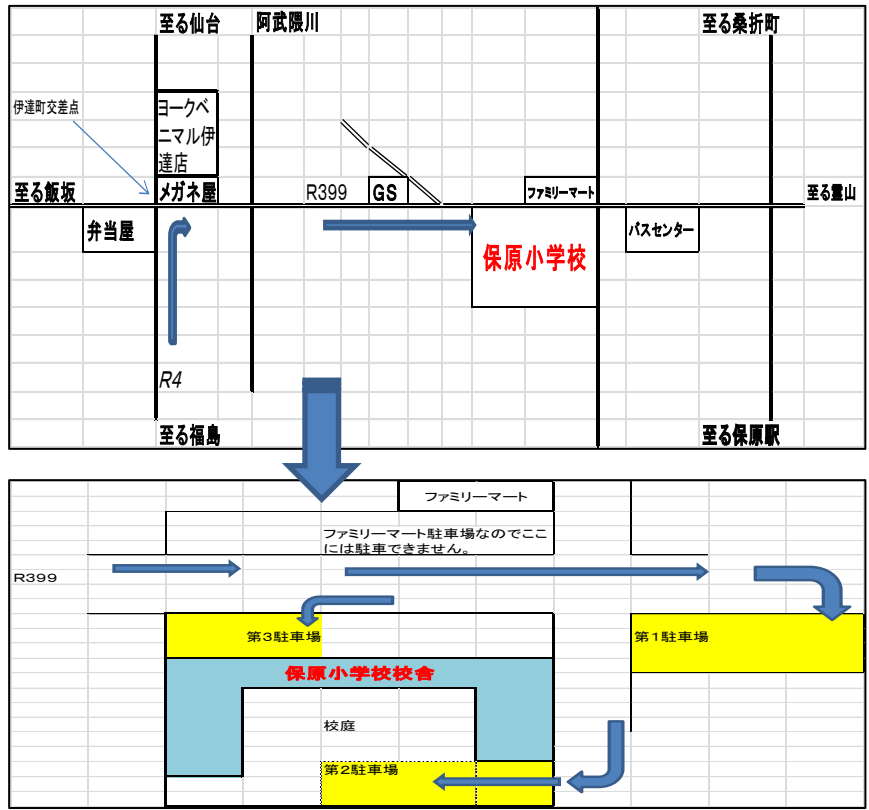 至る仙台
阿武隈川
至る桑折町
伊達町交差点
ヨークベ
ニマル伊
達店
至る飯坂
メガネ屋
R399
GS
ファミリーマート
至る霊山
弁当屋
保原小学校
バスセンター
R4
至る福島
至る保原駅
ファミリーマート
ファミリーマート駐車場なのでここ
には駐車できません。
R399
第3駐車場
第1駐車場
保原小学校校舎
校庭
第2駐車場